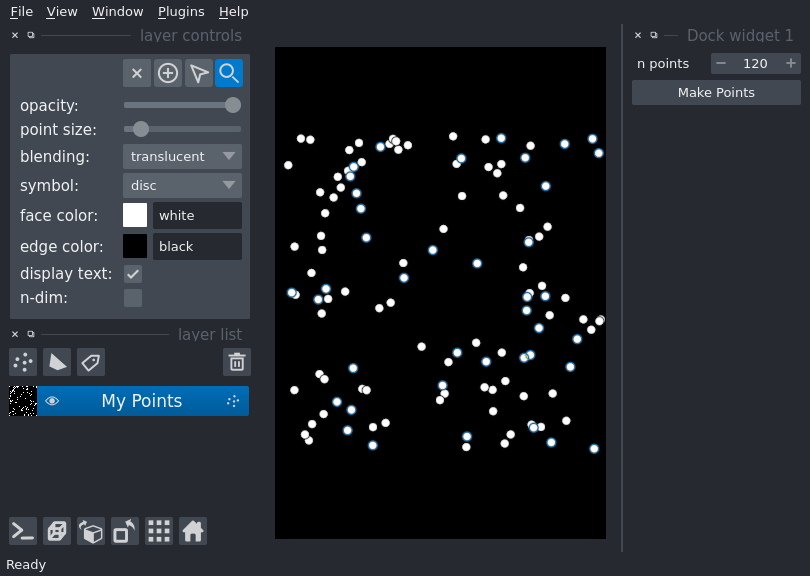 File View Window Plugins Help
layer controls
opacity:
point size:
blending: translucent
symbol: disc
face color: white
edge color: black
display text:
n-dim:
layer list
My Points
Dock widget 1
n points 120
Make Points
Ready